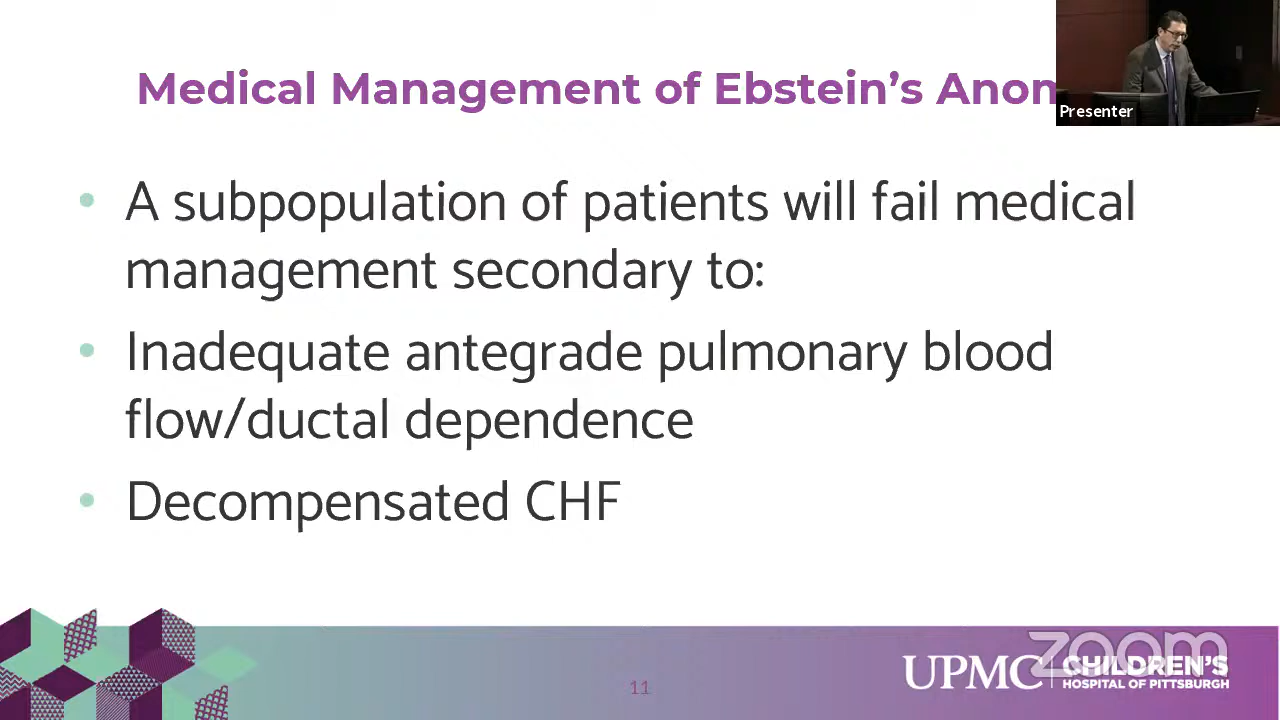 Medical Management of Ebstein's Anom
Presenter
• A subpopulation of patients will fail medical
management secondary to:
• Inadequate antegrade pulmonary blood
flow/ductal dependence
• Decompensated CHF
zoom
UPMC CHILDREN'S
HOSPITAL OF PITTSBURGH
11